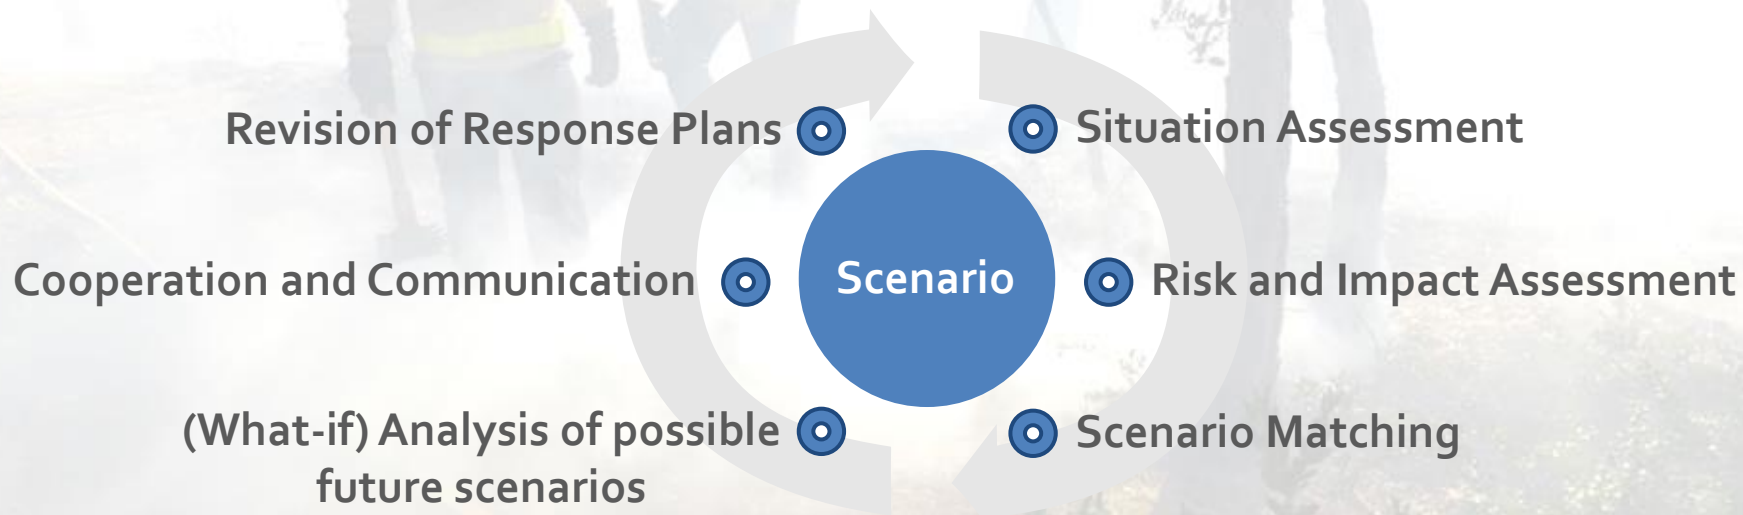 Revision of Response Plans
Situation Assessment
Cooperation and Communication
Scenario
Risk and Impact Assessment
(What-if) Analysis of possible
future scenarios
Scenario Matching